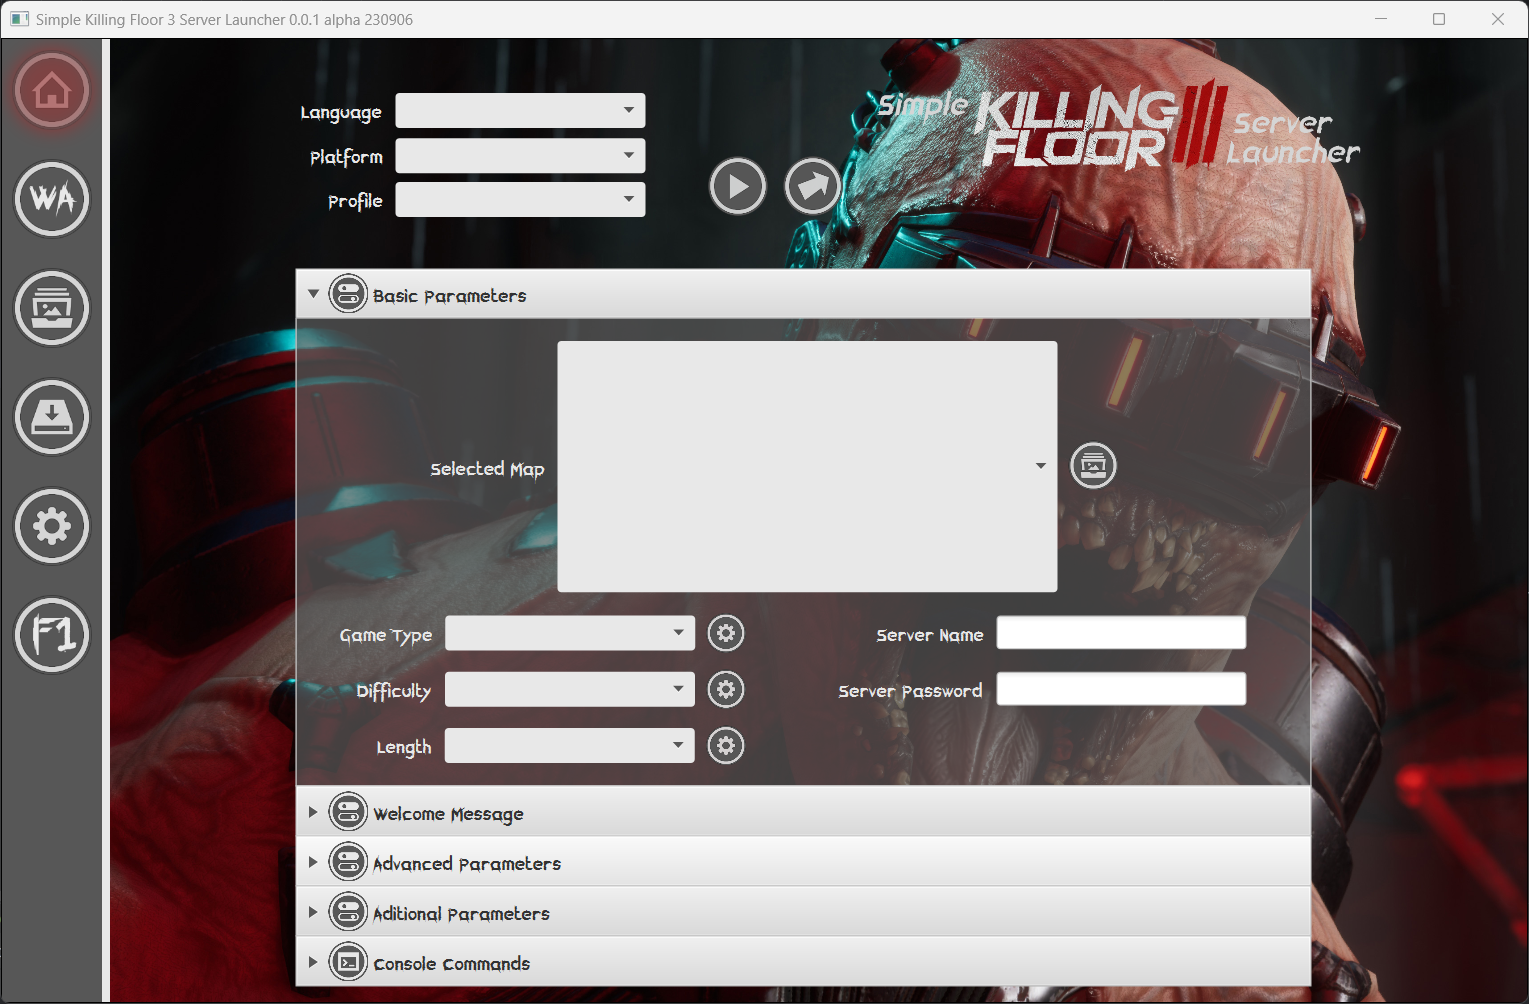 Simple Killing Floor 3 Server Launcher 0.0.1 alpha 230906
Simple KILLING FLOOR III Server Launcher
Language
Platform
Profile
WA
F1
Basic Parameters
Selected Map
Game Type
Server Name
Difficulty
Server Password
Length
Welcome Message
Advanced Parameters
Aditional Parameters
Console Commands